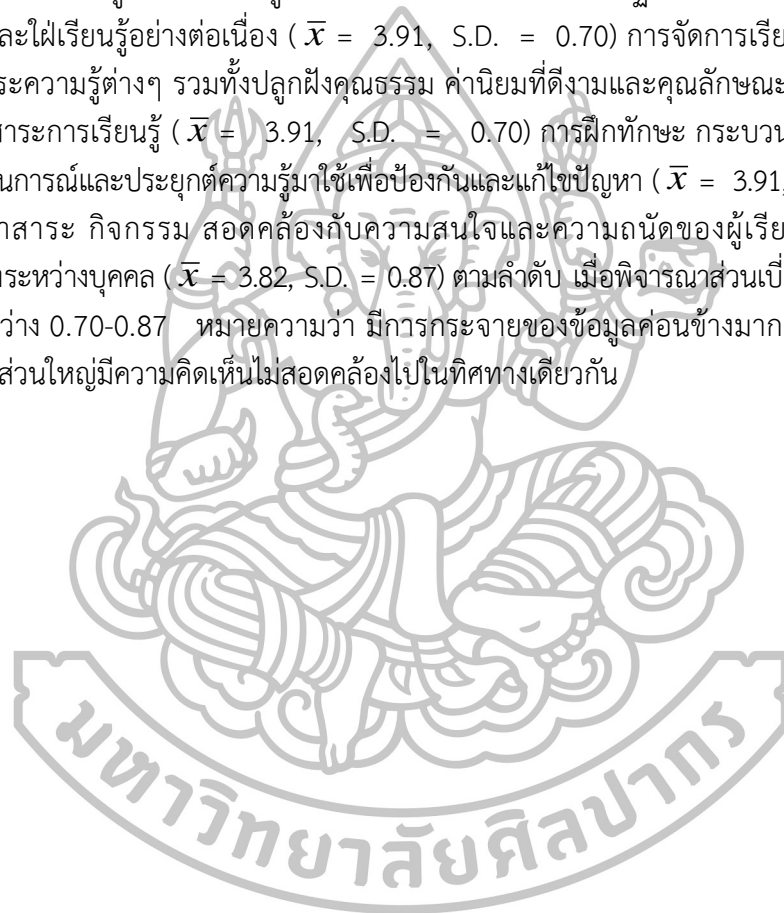 ละใฝ่เรียนรู้อย่างต่อเนื่อง ( x̅ = 3.91, S.D. = 0.70) การจัดการเรีย
ระความรู้ต่างๆ รวมทั้งปลูกฝังคุณธรรม ค่านิยมที่ดีงามและคุณลักษณะ
สาระการเรียนรู้ ( x̅ = 3.91, S.D. = 0.70) การฝึกทักษะ กระบวน
นการณ์และประยุกต์ความรู้มาใช้เพื่อป้องกันและแก้ไขปัญหา ( x̅ = 3.91,
าสาระ กิจกรรม สอดคล้องกับความสนใจและความถนัดของผู้เรีย
ระหว่างบุคคล ( x̅ = 3.82, S.D. = 0.87) ตามลำดับ เมื่อพิจารณาส่วนเบี่
ว่าง 0.70-0.87 หมายความว่า มีการกระจายของข้อมูลค่อนข้างมาก
ส่วนใหญ่มีความคิดเห็นไม่สอดคล้องไปในทิศทางเดียวกัน
มหาวิทยาลัยศิลปากร